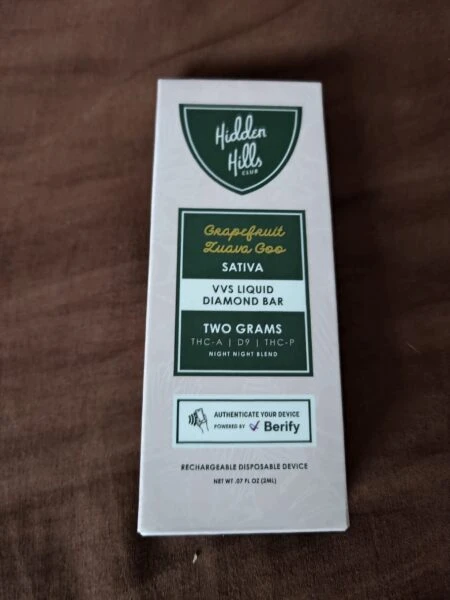 Hidden
Hills
CLUB
Grapefruit
Zuava Goo
SATIVA
VVS LIQUID
DIAMOND BAR
TWO GRAMS
THC-A | D9 | THC-P
NIGHT NIGHT BLEND
AUTHENTICATE YOUR DEVICE
POWERED BY Berify
RECHARGEABLE DISPOSABLE DEVICE
NET WT .07 FL OZ (2ML)